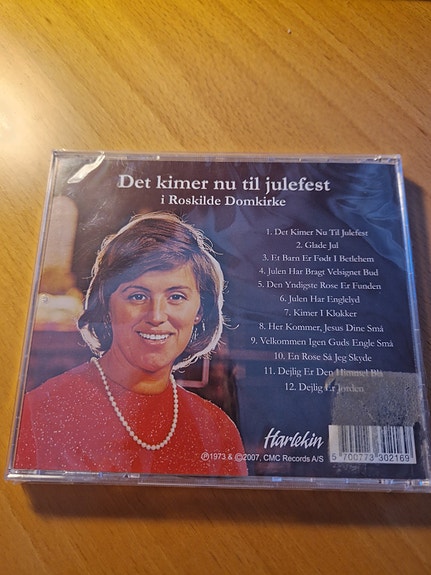 Det kimer nu til julefest
i Roskilde Domkirke
1. Det Kimer Nu Til Julefest
2. Glade Jul
3. Et Barn Er Født I Betlehem
4. Julen Har Bragt Velsignet Bud
5. Den Yndigste Rose Er Funden
6. Julen Har Englelyd
7. Kimer I Klokker
8. Her Kommer, Jesus Dine Små
9. Velkommen Igen Guds Engle Små
10. En Rose Så Jeg Skyde
11. Dejlig Er Den Himmel Blå
12. Dejlig Er Jorden
Harlekin
℗1973 & ©2007, CMC Records A/S
5 700773 302169